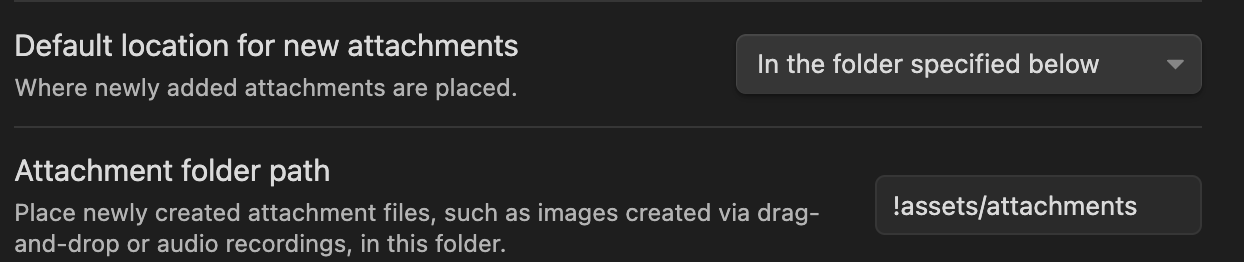 Default location for new attachments
Where newly added attachments are placed.
In the folder specified below
Attachment folder path
Place newly created attachment files, such as images created via drag-
and-drop or audio recordings, in this folder.
!assets/attachments